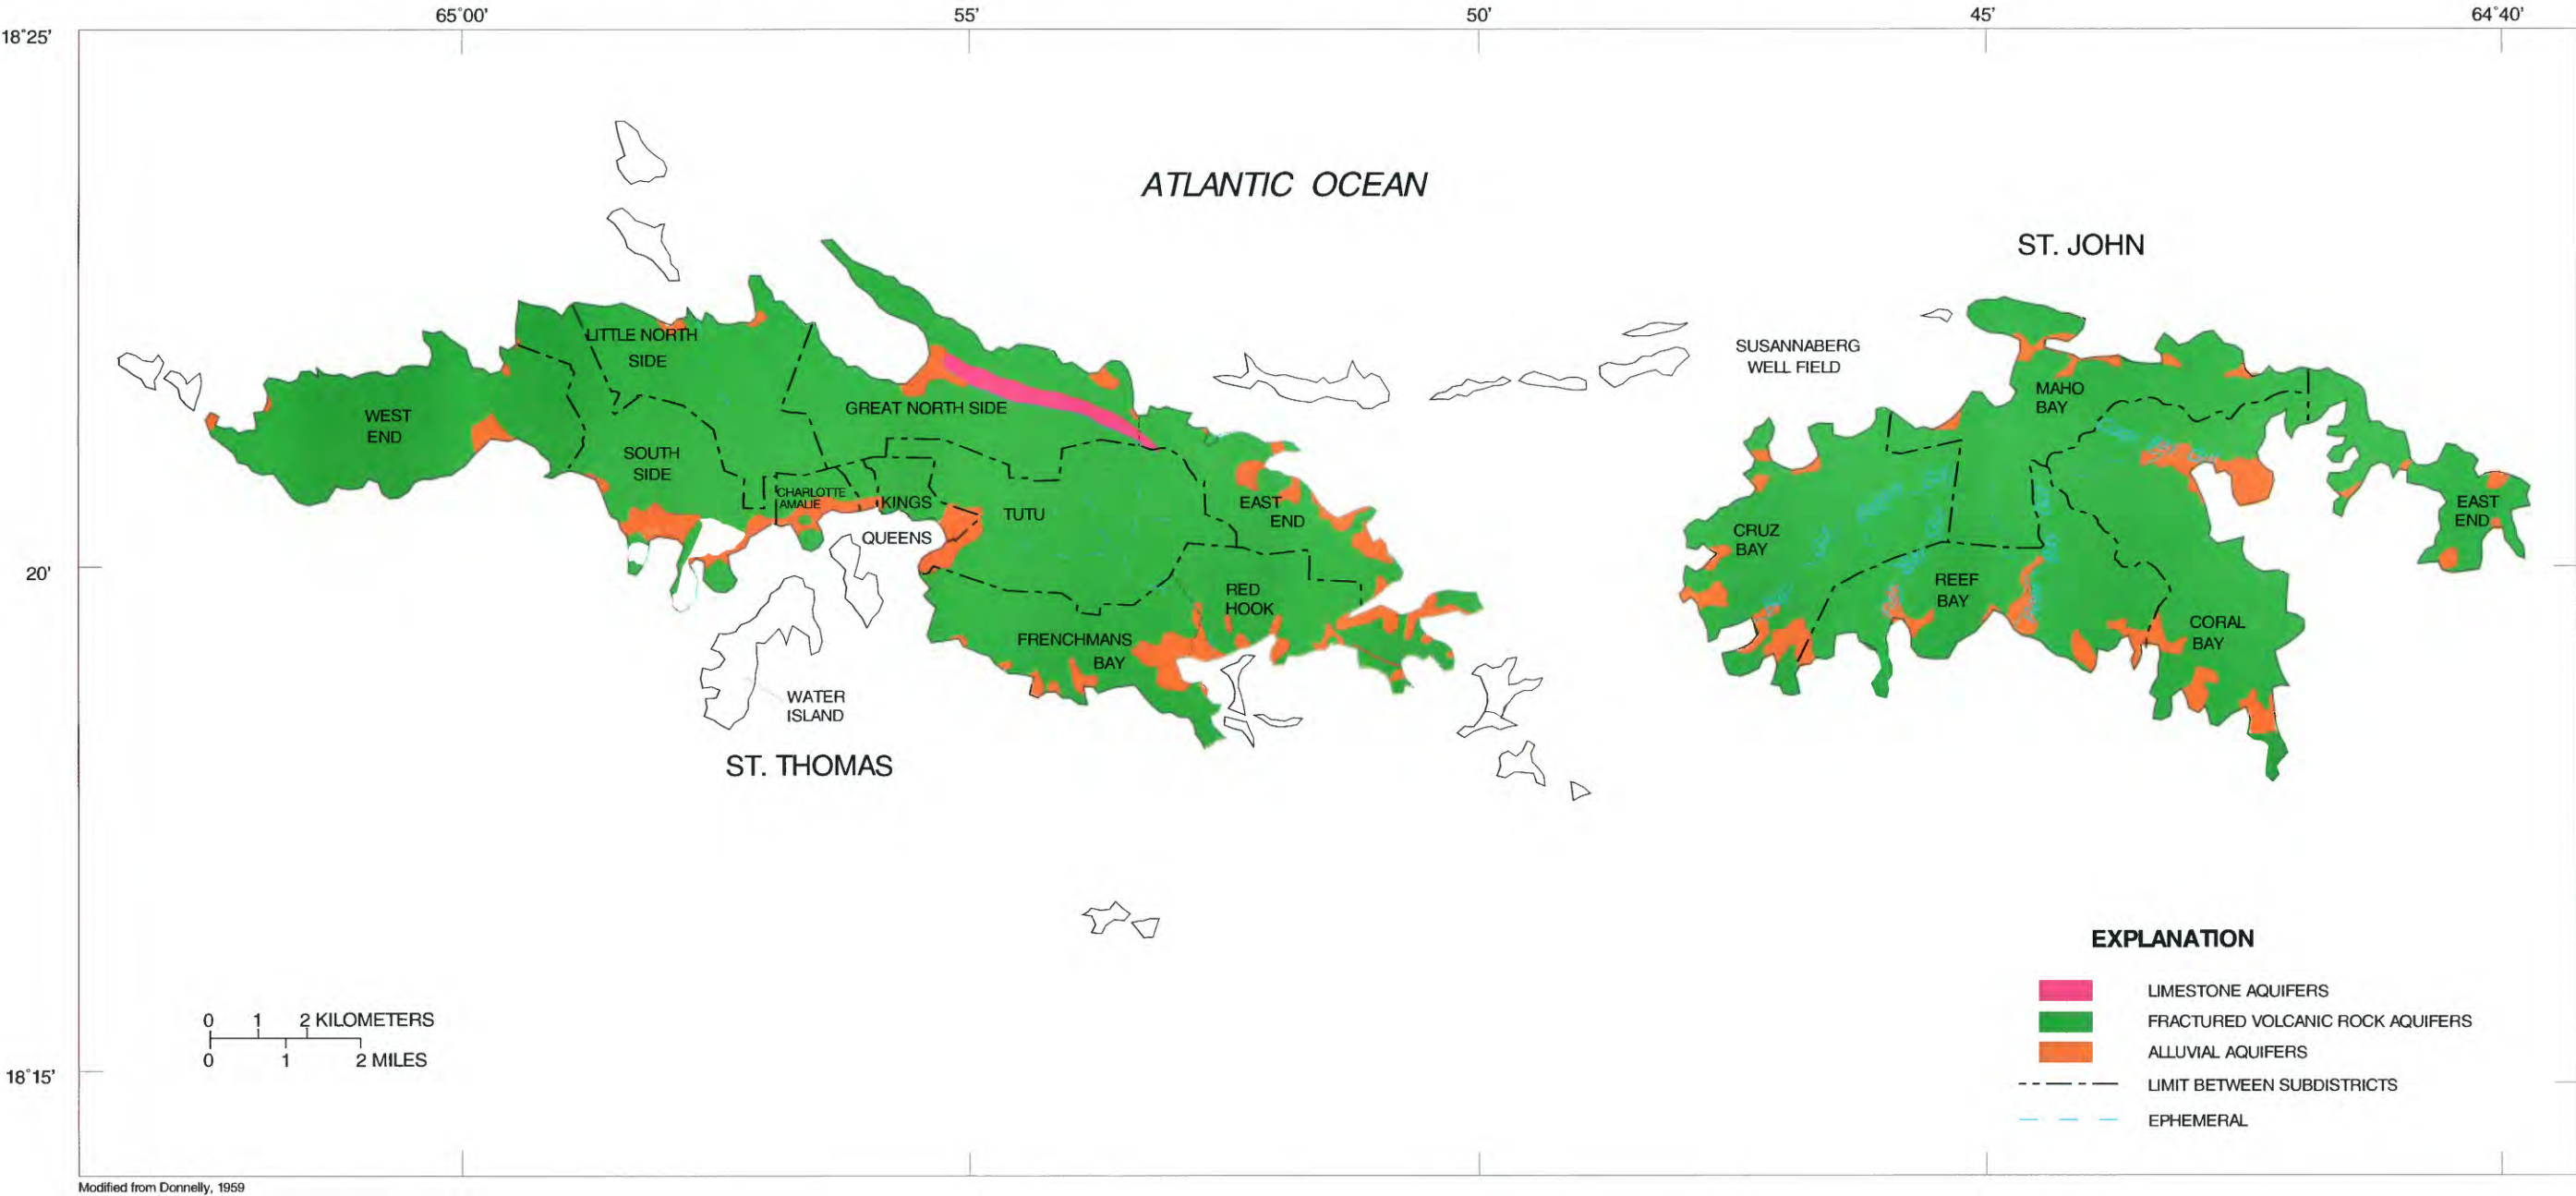 65°00'
55'
50'
45'
64°40'
18°25'
ATLANTIC OCEAN
ST. JOHN
LITTLE NORTH
SIDE
SUSANNABERG
WELL FIELD
MAHO
BAY
WEST
END
GREAT NORTH SIDE
SOUTH
SIDE
CHARLOTTE
AMALIE
KINGS
TUTU
EAST
END
QUEENS
CRUZ
BAY
EAST
END
20'
RED
HOOK
REEF
BAY
CORAL
BAY
FRENCHMANS
BAY
WATER
ISLAND
ST. THOMAS
EXPLANATION
LIMESTONE AQUIFERS
FRACTURED VOLCANIC ROCK AQUIFERS
ALLUVIAL AQUIFERS
LIMIT BETWEEN SUBDISTRICTS
EPHEMERAL
0 1 2 KILOMETERS
0 1 2 MILES
18°15'
Modified from Donnelly, 1959